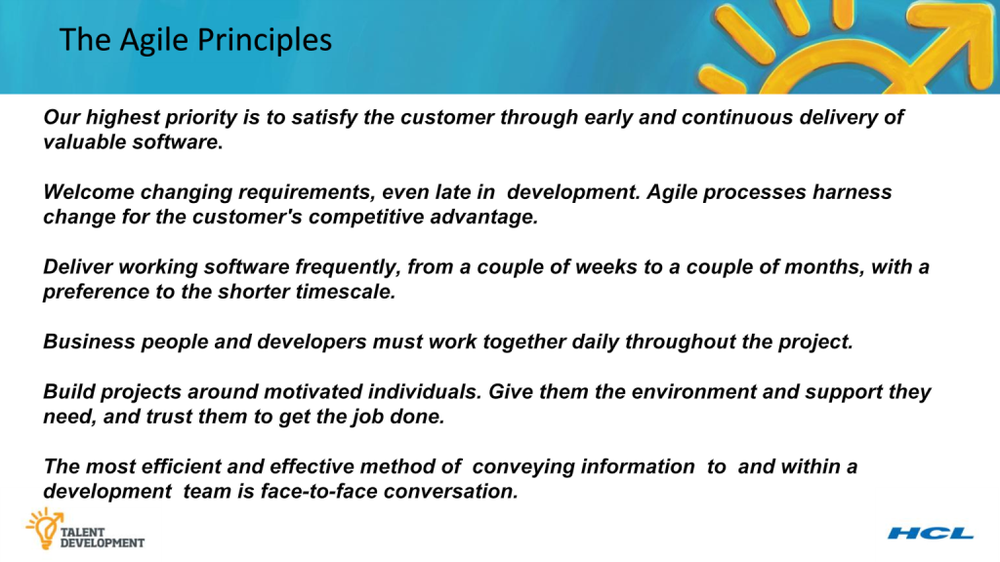 The Agile Principles
Our highest priority is to satisfy the customer through early and continuous delivery of
valuable software.
Welcome changing requirements, even late in  development. Agile processes harness
change for the customer's competitive advantage.
Deliver working software frequently, from a couple of weeks to a couple of months, with a
preference to the shorter timescale.
Business people and developers must work together daily throughout the project.
Build projects around motivated individuals. Give them the environment and support they
need, and trust them to get the job done.
The most efficient and effective method of  conveying information  to  and within a
development  team is face-to-face conversation.
TALENT
DEVELOPMENT
HCL